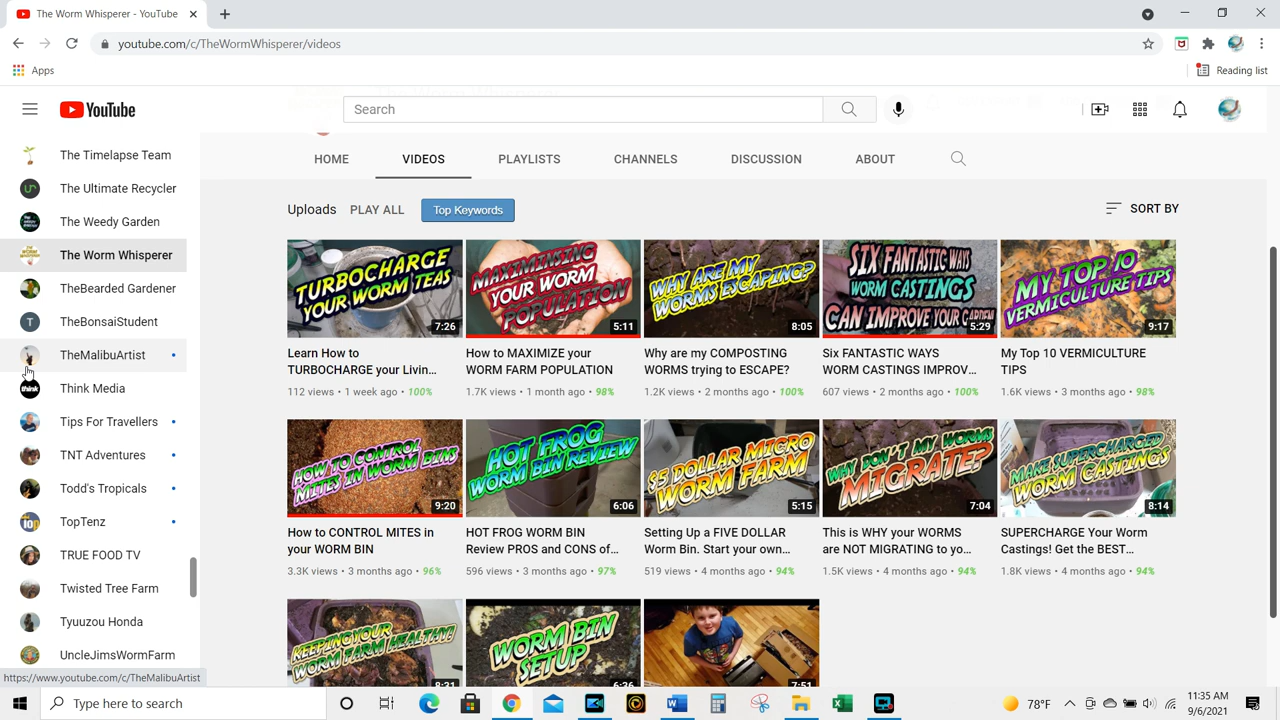 The Worm Whisperer - YouTube
youtube.com/c/TheWormWhisperer/videos
Apps
Reading list
YouTube
Search
The Timelapse Team
The Ultimate Recycler
The Weedy Garden
The Worm Whisperer
TheBearded Gardener
TheBonsaiStudent
T
TheMalibuArtist
think
Think Media
Tips For Travellers
TNT Adventures
Todd's Tropicals
TopTenz
TRUE FOOD TV
Twisted Tree Farm
Tyuuzou Honda
UncleJimsWormFarm
https://www.youtube.com/c/TheMalibuArtist
HOME VIDEOS PLAYLISTS CHANNELS DISCUSSION ABOUT
Uploads PLAY ALL Top Keywords SORT BY
TURBOCHARGE
YOUR WORM TEAS
7:26
Learn How to
TURBOCHARGE your Livin...
112 views • 1 week ago • 100%
MAXIMINSING
YOUR WORM
POPULATION
5:11
How to MAXIMIZE your
WORM FARM POPULATION
1.7K views • 1 month ago • 98%
WHY ARE MY
WORMS ESCAPING?
8:05
Why are my COMPOSTING
WORMS trying to ESCAPE?
1.2K views • 2 months ago • 100%
SIX FANTASTIC WAYS
WORM CASTINGS
CAN IMPROVE YOUR GARDEN
5:29
Six FANTASTIC WAYS
WORM CASTINGS IMPROV...
607 views • 2 months ago • 100%
MY TOP 10
VERMICULTURE TIPS
9:17
My Top 10 VERMICULTURE
TIPS
1.6K views • 3 months ago • 98%
HOW TO CONTROL
MITES IN WORM BINS
9:20
How to CONTROL MITES in
your WORM BIN
3.3K views • 3 months ago • 96%
HOT FROG
WORM BIN REVIEW
6:06
HOT FROG WORM BIN
Review PROS and CONS of...
596 views • 3 months ago • 97%
$5 DOLLAR MICRO
WORM FARM
5:15
Setting Up a FIVE DOLLAR
Worm Bin. Start your own...
519 views • 4 months ago • 94%
WHY DON'T MY WORMS
MIGRATE?
7:04
This is WHY your WORMS
are NOT MIGRATING to yo...
1.5K views • 4 months ago • 94%
MAKE SUPERCHARGED
WORM CASTINGS
8:14
SUPERCHARGE Your Worm
Castings! Get the BEST...
1.8K views • 4 months ago • 94%
KEEPING YOUR
WORM FARM HEALTHY!
8:21
WORM BIN
SETUP
6:36
7:51
Type here to search
78°F
11:35 AM
9/6/2021